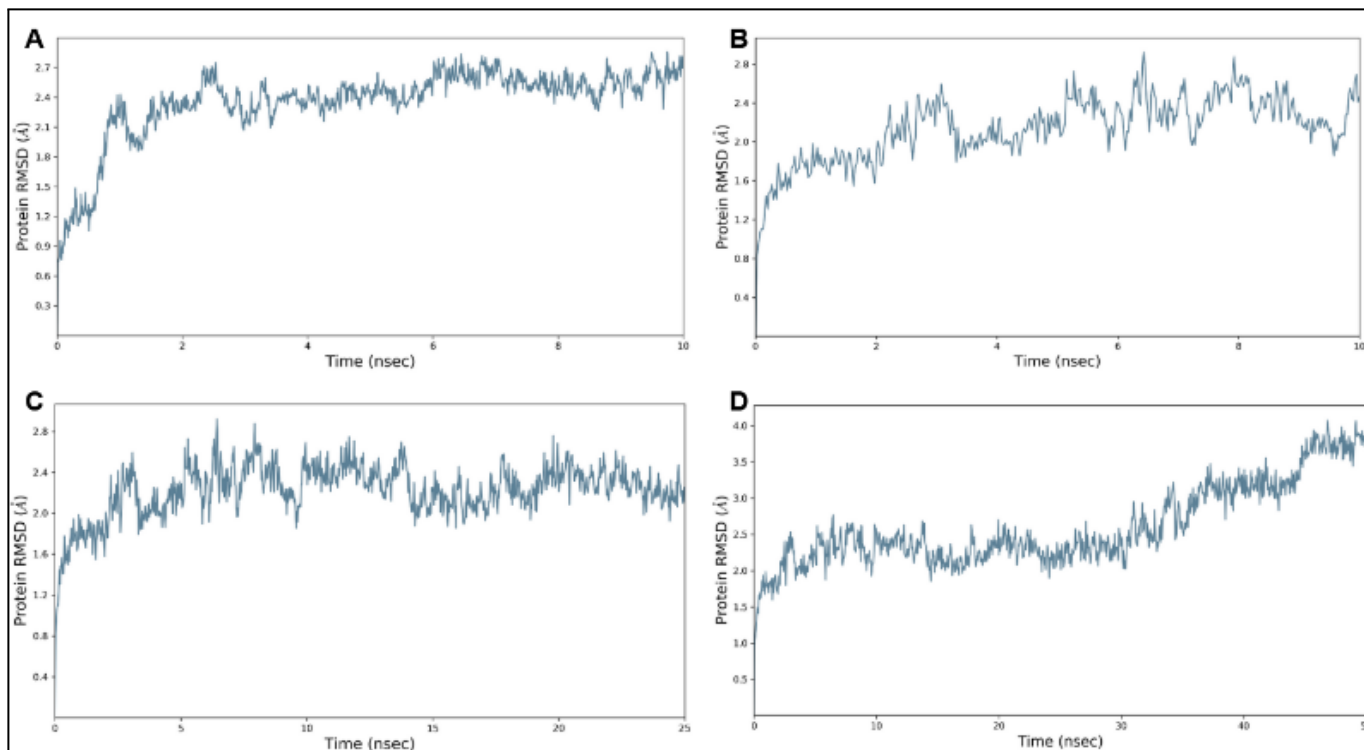 A
Protein RMSD (Å)
2.7
2.4
2.1
1.8
1.5
1.2
0.9
0.6
0.3
0 2 4 6 8 10
Time (nsec)
B
Protein RMSD (Å)
2.8
2.4
2.0
1.6
1.2
0.8
0.4
0 2 4 6 8 10
Time (nsec)
C
Protein RMSD (Å)
2.8
2.4
2.0
1.6
1.2
0.8
0.4
0 5 10 15 20 25
Time (nsec)
D
Protein RMSD (Å)
4.0
3.5
3.0
2.5
2.0
1.5
1.0
0.5
0 10 20 30 40
Time (nsec)